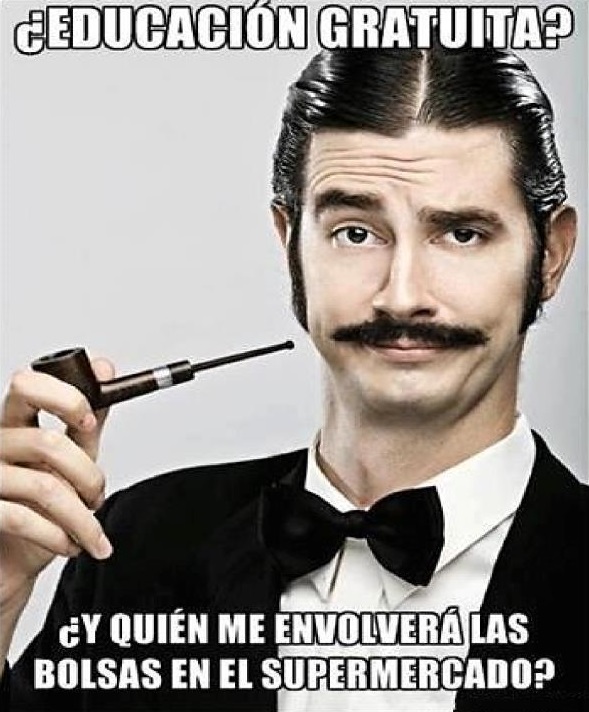 ¿EDUCACIÓN GRATUITA?
¿Y QUIÉN ME ENVOLVERÁ LAS
BOLSAS EN EL SUPERMERCADO?